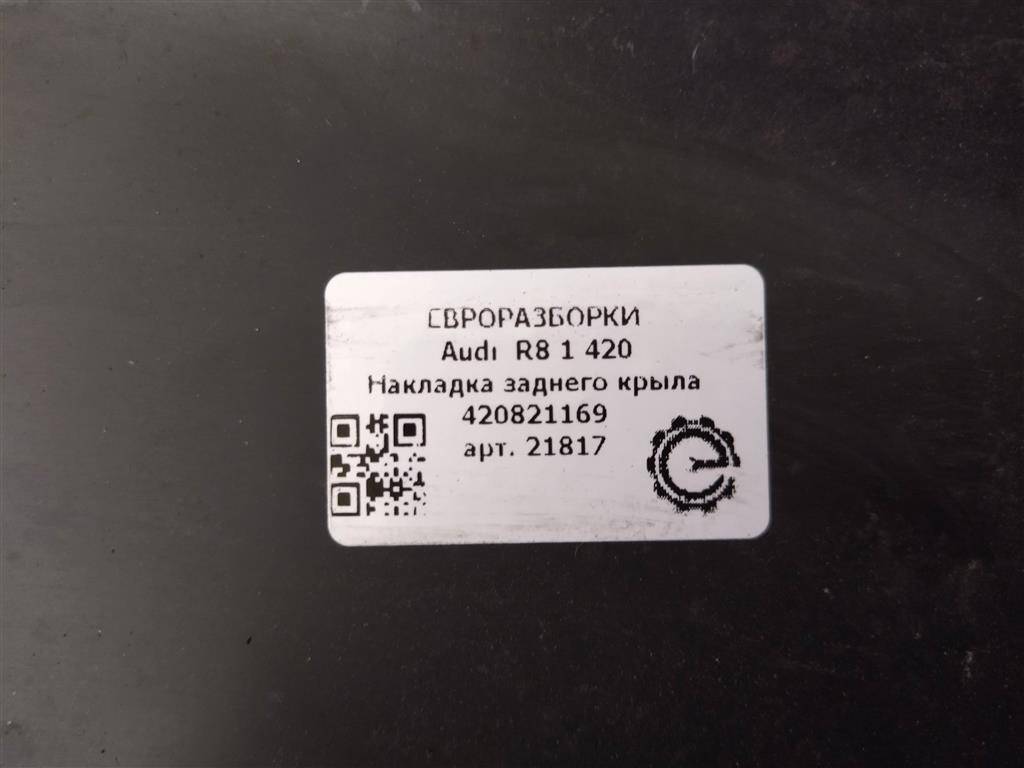 ЕВРОРАЗБОРКИ
Audi R8 1 420
Накладка заднего крыла
420821169
арт. 21817